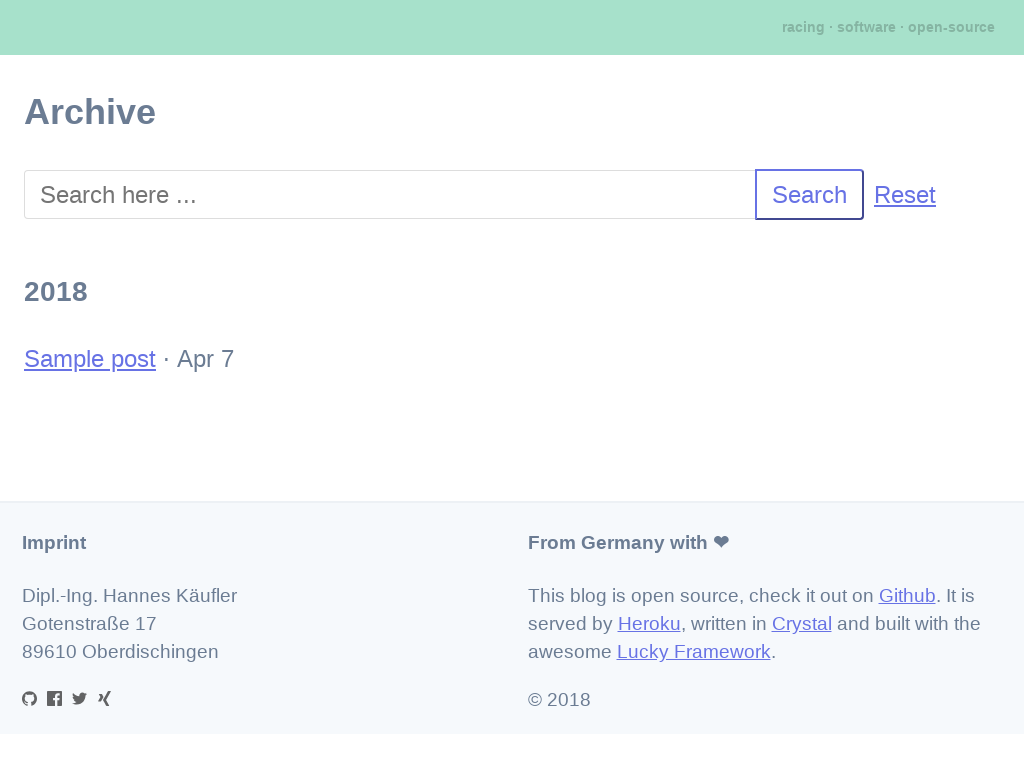 racing · software · open-source
Archive
Search here ...
Search
Reset
2018
Sample post · Apr 7
Imprint
Dipl.-Ing. Hannes Käufler
Gotenstraße 17
89610 Oberdischingen
From Germany with ❤
This blog is open source, check it out on Github. It is
served by Heroku, written in Crystal and built with the
awesome Lucky Framework.
© 2018